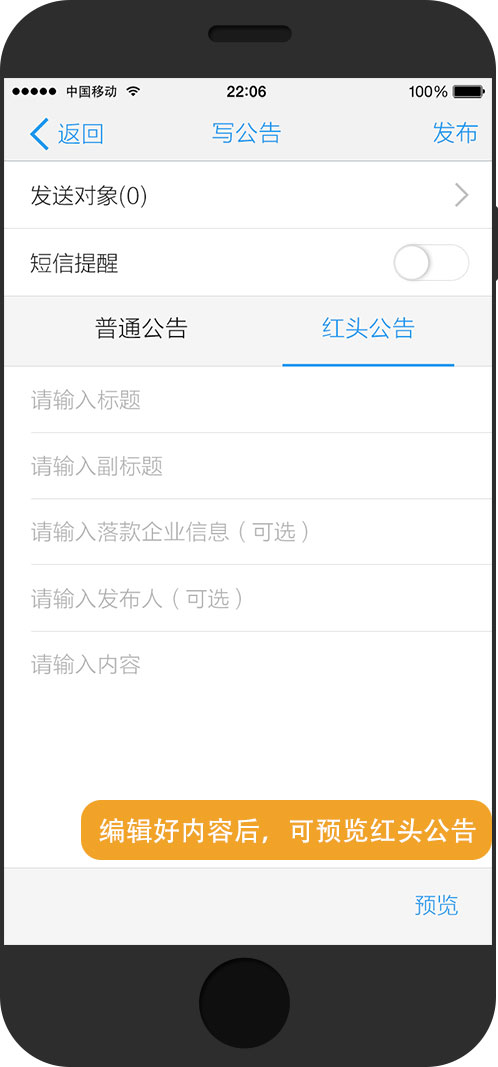 中国移动 22:06 100%
返回 写公告 发布
发送对象(0)
短信提醒
普通公告 红头公告
请输入标题
请输入副标题
请输入落款企业信息（可选）
请输入发布人（可选）
请输入内容
编辑好内容后，可预览红头公告
预览